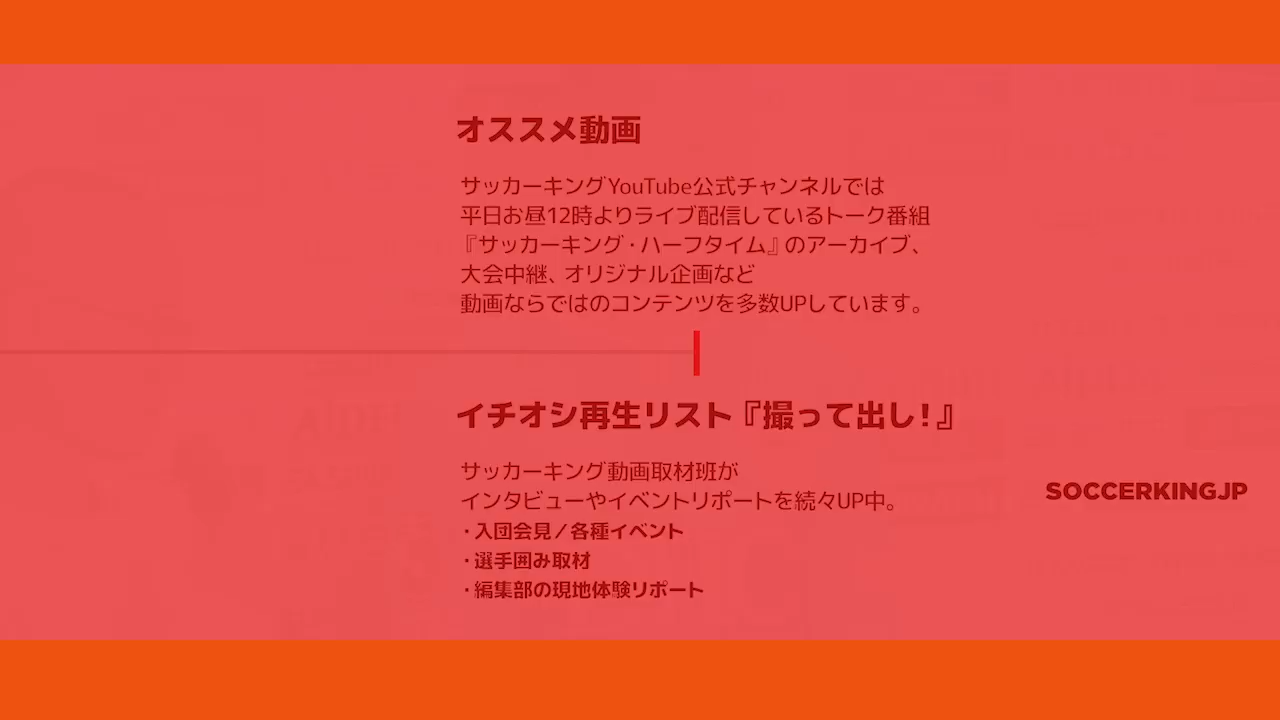 オススメ動画
サッカーキングYouTube公式チャンネルでは
平日お昼12時よりライブ配信しているトーク番組
『サッカーキング・ハーフタイム』のアーカイブ、
大会中継、オリジナル企画など
動画ならではのコンテンツを多数UPしています。
イチオシ再生リスト『撮って出し!』
サッカーキング動画取材班が
インタビューやイベントリポートを続々UP中。
・入団会見/各種イベント
・選手囲み取材
・編集部の現地体験リポート
SOCCERKINGJP